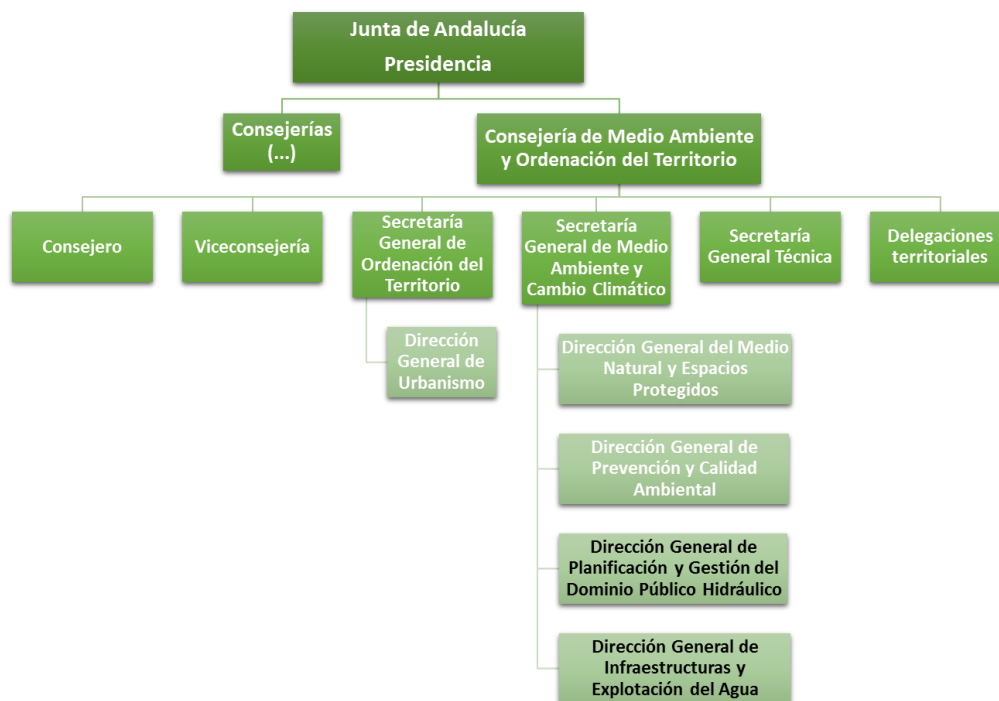 Junta de Andalucía
Presidencia
Consejerías
(...)
Consejería de Medio Ambiente
y Ordenación del Territorio
Consejero
Viceconsejería
Secretaría
General de
Ordenación del
Territorio
Secretaría
General de Medio
Ambiente y
Cambio Climático
Secretaría
General Técnica
Delegaciones
territoriales
Dirección
General de
Urbanismo
Dirección General del Medio
Natural y Espacios
Protegidos
Dirección General de
Prevención y Calidad
Ambiental
Dirección General de
Planificación y Gestión del
Dominio Público Hidráulico
Dirección General de
Infraestructuras y
Explotación del Agua